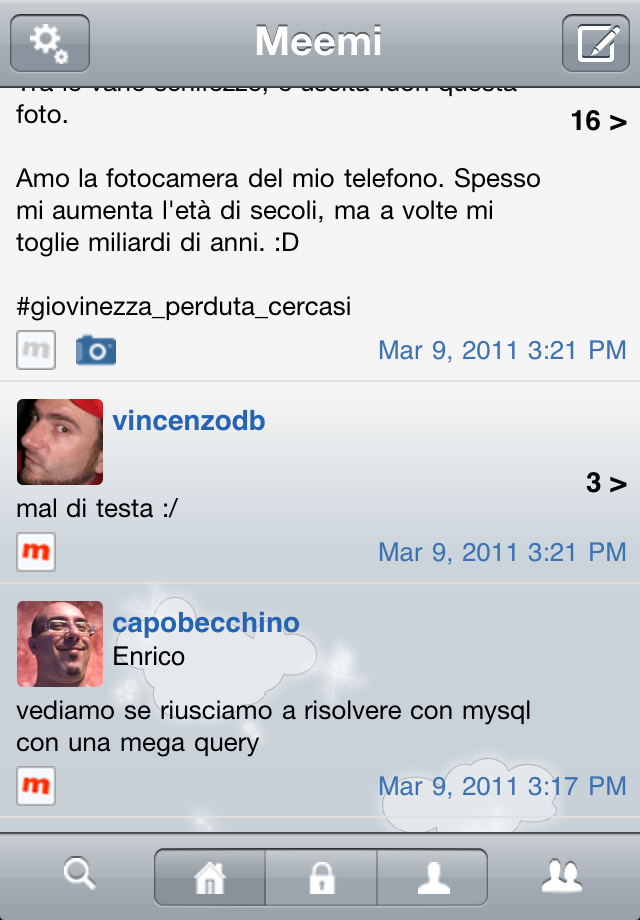 Meemi
foto.
16 >
Amo la fotocamera del mio telefono. Spesso
mi aumenta l'età di secoli, ma a volte mi
toglie miliardi di anni. :D
#giovinezza_perduta_cercasi
m
Mar 9, 2011 3:21 PM
vincenzodb
3 >
mal di testa :/
m
Mar 9, 2011 3:21 PM
capobecchino
Enrico
vediamo se riusciamo a risolvere con mysql
con una mega query
m
Mar 9, 2011 3:17 PM